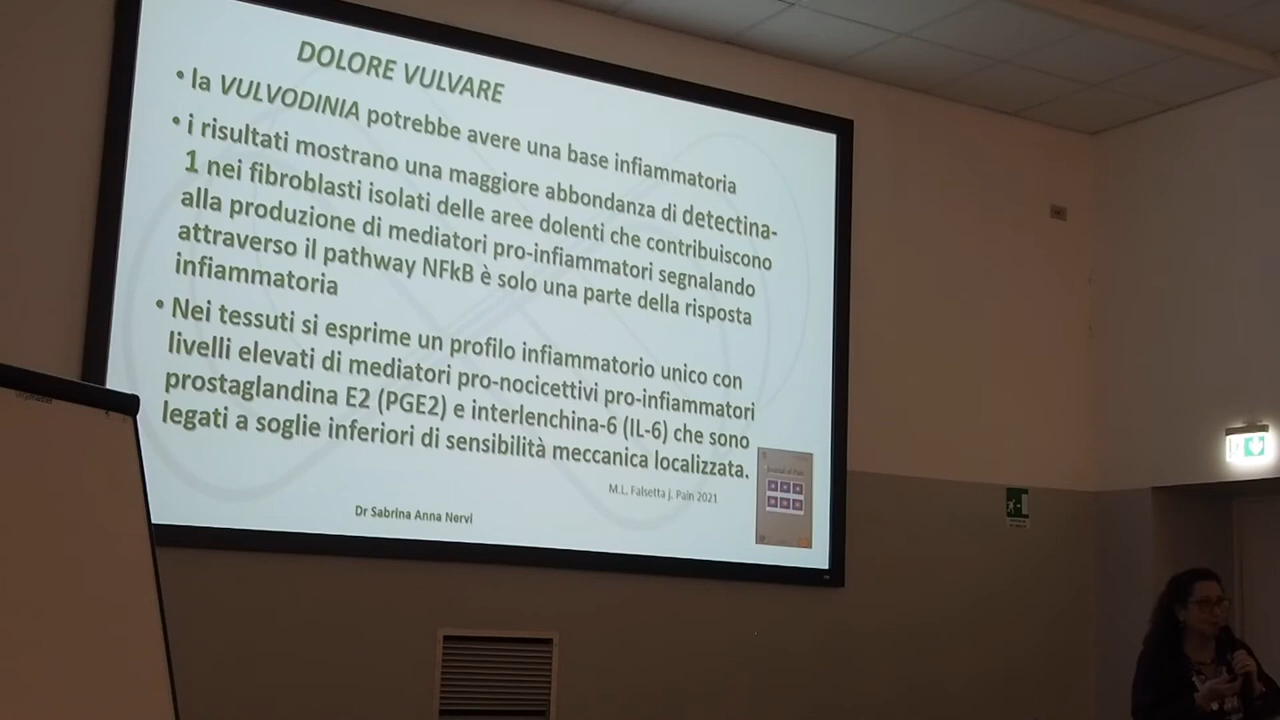 DOLORE VULVARE
• la VULVODINIA potrebbe avere una base infiammatoria
• i risultati mostrano una maggiore abbondanza di detectina-
1 nei fibroblasti isolati delle aree dolenti che contribuiscono
alla produzione di mediatori pro-infiammatori segnalando
attraverso il pathway NFkB è solo una parte della risposta
infiammatoria
• Nei tessuti si esprime un profilo infiammatorio unico con
livelli elevati di mediatori pro-nocicettivi pro-infiammatori
prostaglandina E2 (PGE2) e interlenchina-6 (IL-6) che sono
legati a soglie inferiori di sensibilità meccanica localizzata.
M.L. Falsetta j. Pain 2021
Journal of Pain
Dr Sabrina Anna Nervi